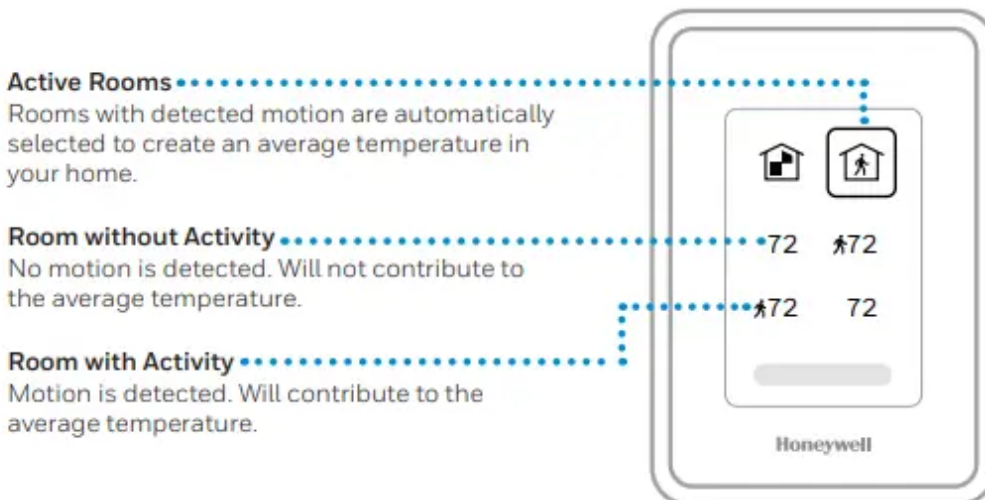 Active Rooms
Rooms with detected motion are automatically
selected to create an average temperature in
your home.
Room without Activity
No motion is detected. Will not contribute to
the average temperature.
Room with Activity
Motion is detected. Will contribute to the
average temperature.
72 72
72 72
Honeywell